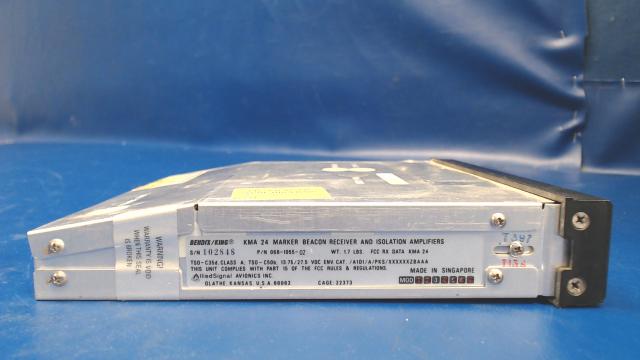 BENDIX/KING® KMA 24 MARKER BEACON RECEIVER AND ISOLATION AMPLIFIERS
S/N 102848 P/N 066-1055-02 WT. 1.7 LBS. FCC RX DATA KMA 24
TSO-C35d, CLASS A, TSO-C50b, 13.75/27.5 VDC ENV CAT. /A1D1/A/PKS/XXXXXXZBAAA
THIS UNIT COMPLIES WITH PART 15 OF THE FCC RULES & REGULATIONS.
AlliedSignal AVIONICS INC. MADE IN SINGAPORE
OLATHE, KANSAS U.S.A. 66062 CAGE: 22373
MOD
WARNING!
WARRANTY IS VOID
WHEN THIS SEAL
IS BROKEN